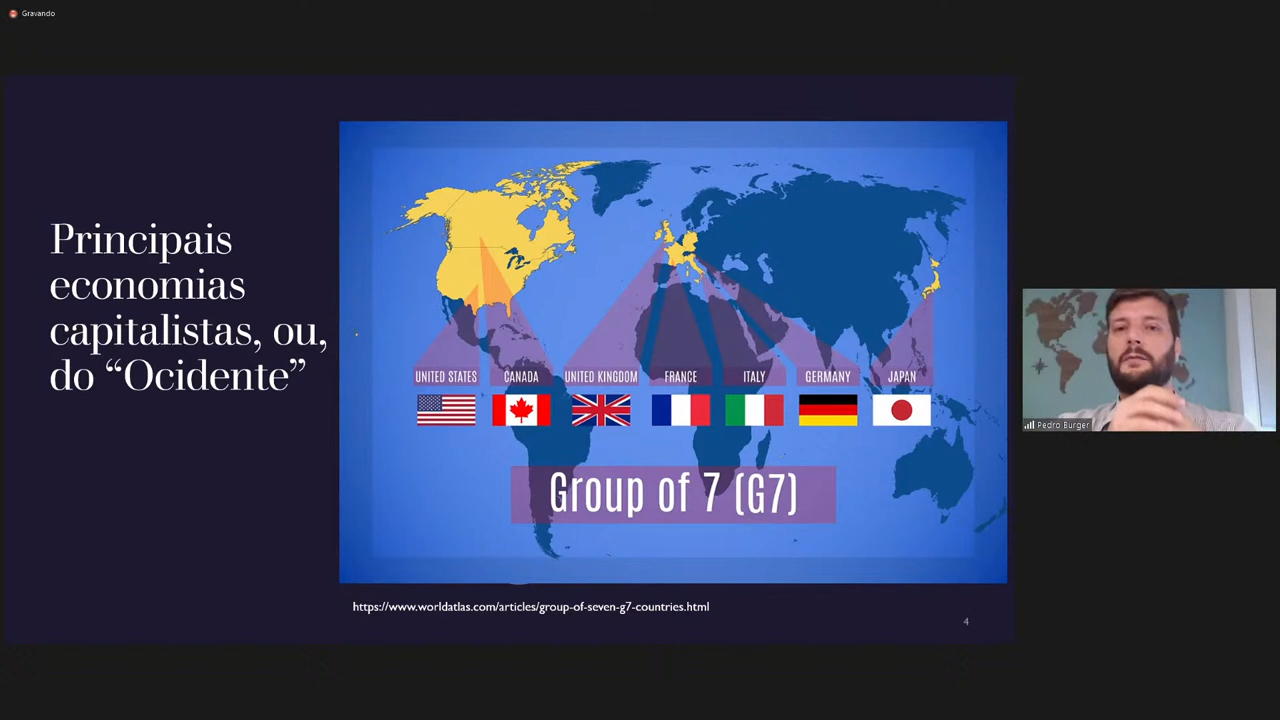 Gravando
Principais
economias
capitalistas, ou,
do “Ocidente”
UNITED STATES
CANADA
UNITED KINGDOM
FRANCE
ITALY
GERMANY
JAPAN
Group of 7 (G7)
https://www.worldatlas.com/articles/group-of-seven-g7-countries.html
4
Pedro Burger